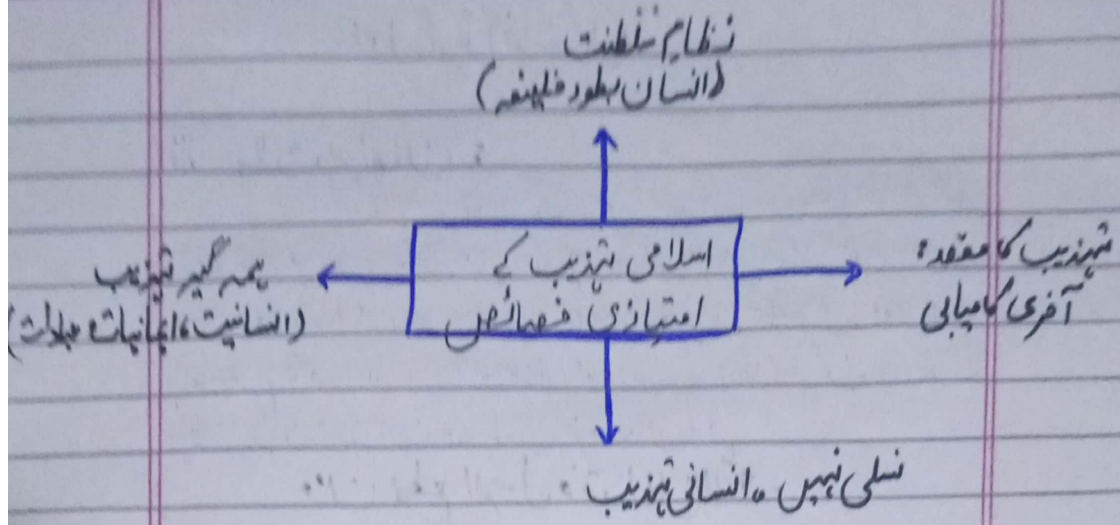 نظام سلطنت
(انسان بطور خلیفہ)
تہذیب کا مقصد:
آخری کامیابی
اسلامی تہذیب کے
امتیازی خصائص
ہمہ گیر تہذیب
(انسانیت، ایمانیات، عبادات)
نسلی نہیں، انسانی تہذیب